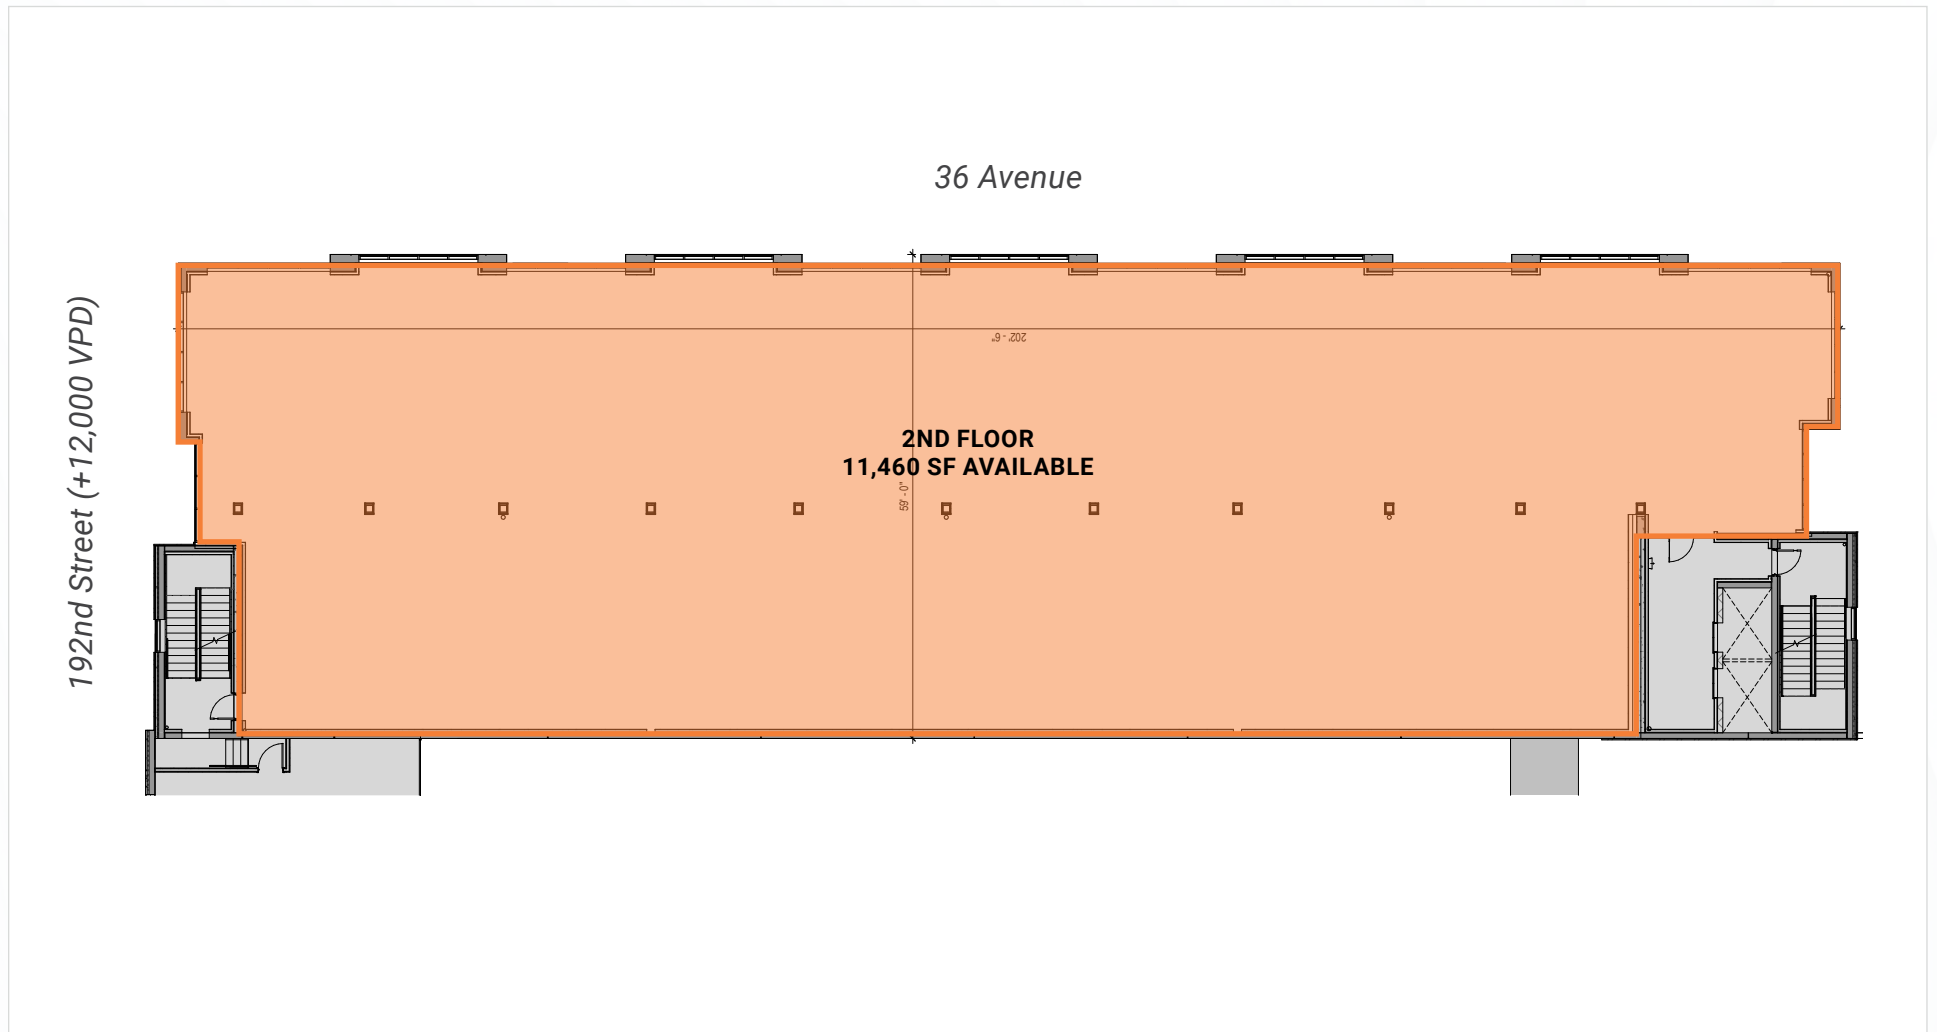 36 Avenue
192nd Street (+12,000 VPD)
202' - 6"
2ND FLOOR
11,460 SF AVAILABLE
59' - 0"